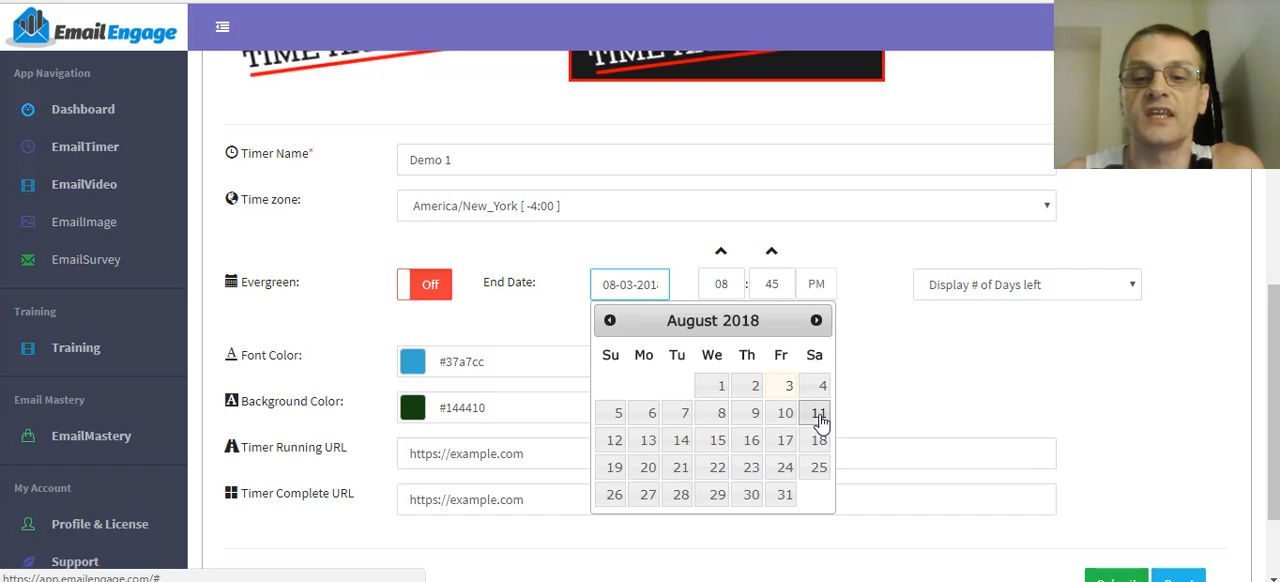 EmailEngage
App Navigation
Dashboard
EmailTimer
EmailVideo
EmailImage
EmailSurvey
Training
Training
Email Mastery
EmailMastery
My Account
Profile & License
Support
https://app.emailengage.com/#
Timer Name*
Demo 1
Time zone:
America/New_York [ -4:00 ]
Evergreen:
Off
End Date:
08-03-201
08 : 45 PM
Display # of Days left
August 2018
Su Mo Tu We Th Fr Sa
1 2 3 4
5 6 7 8 9 10 11
12 13 14 15 16 17 18
19 20 21 22 23 24 25
26 27 28 29 30 31
Font Color:
#37a7cc
Background Color:
#144410
Timer Running URL
https://example.com
Timer Complete URL
https://example.com
Submit